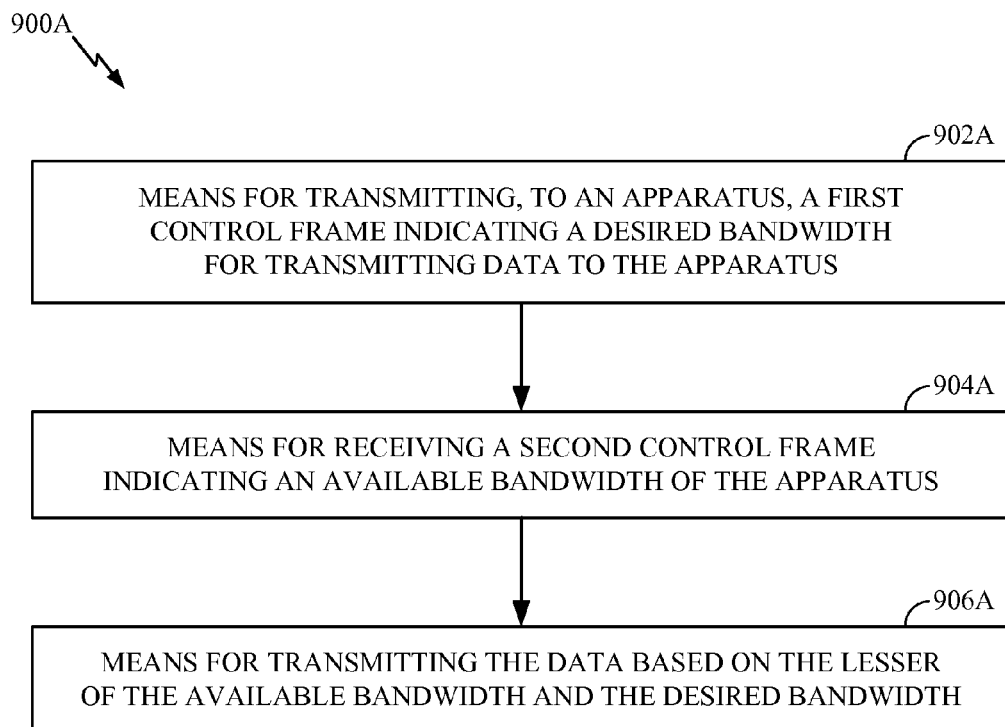 900A
902A
MEANS FOR TRANSMITTING, TO AN APPARATUS, A FIRST
CONTROL FRAME INDICATING A DESIRED BANDWIDTH
FOR TRANSMITTING DATA TO THE APPARATUS
904A
MEANS FOR RECEIVING A SECOND CONTROL FRAME
INDICATING AN AVAILABLE BANDWIDTH OF THE APPARATUS
906A
MEANS FOR TRANSMITTING THE DATA BASED ON THE LESSER
OF THE AVAILABLE BANDWIDTH AND THE DESIRED BANDWIDTH